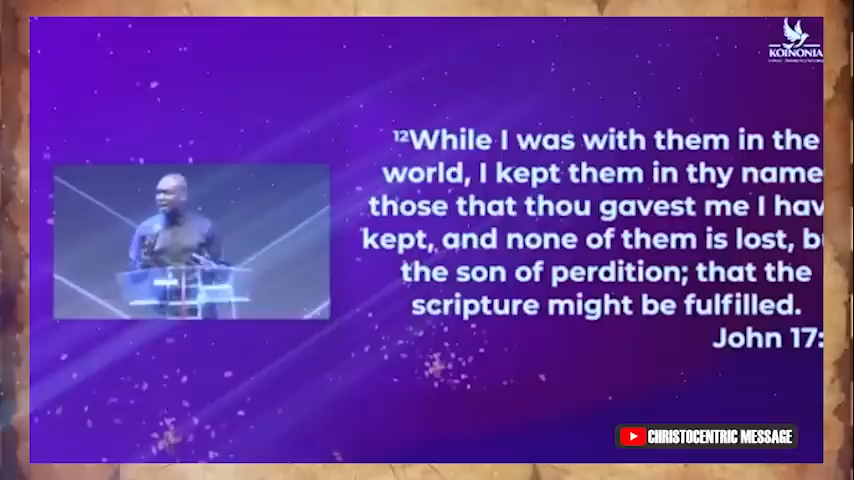 KOINONIA
¹²While I was with them in the
world, I kept them in thy name
those that thou gavest me I hav
kept, and none of them is lost, b
the son of perdition; that the
scripture might be fulfilled.
John 17:
CHRISTOCENTRIC MESSAGE